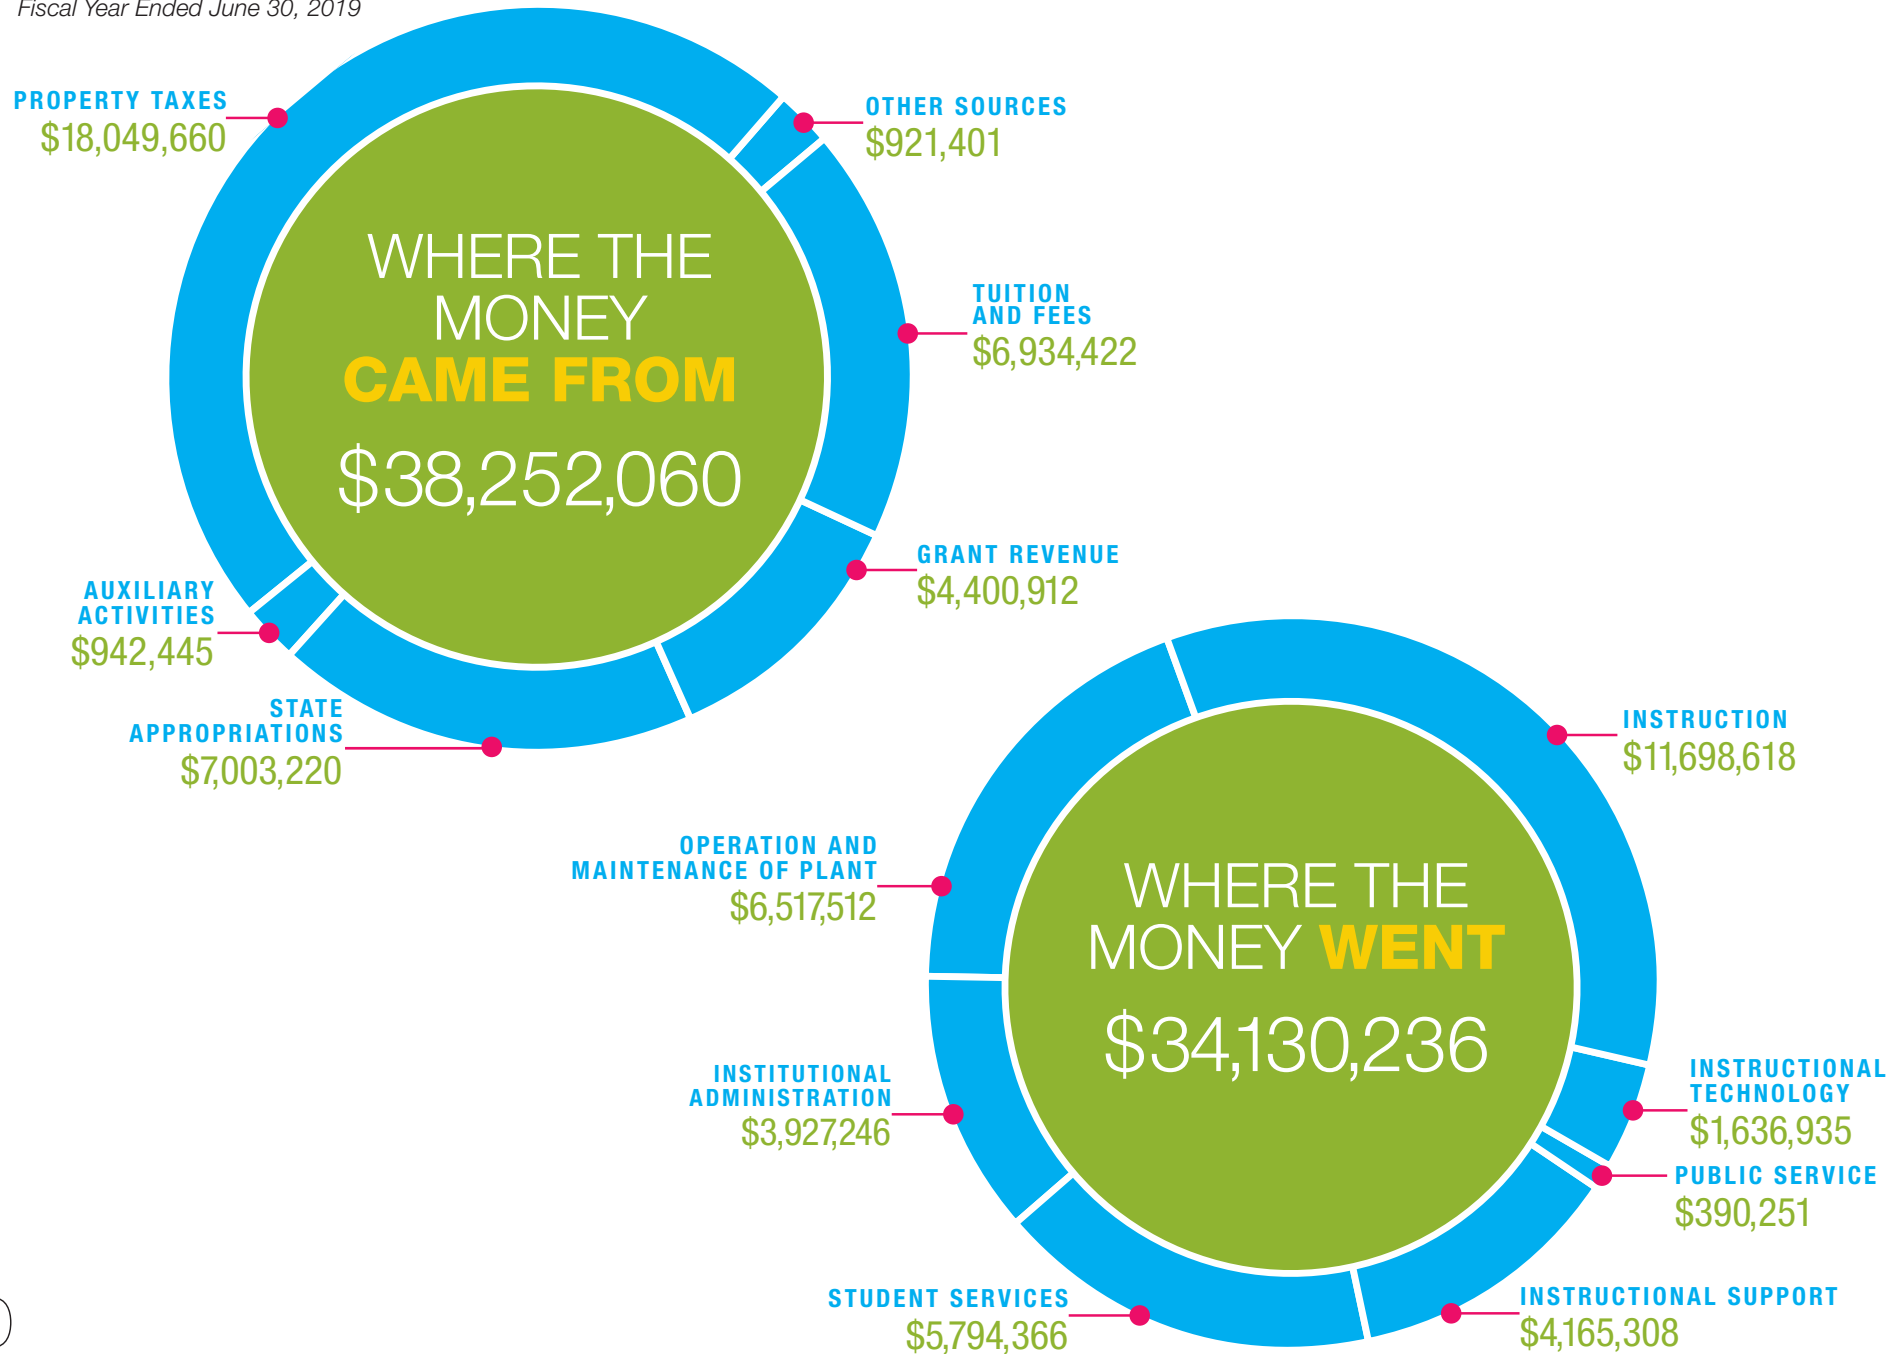 Fiscal Year Ended June 30, 2019
PROPERTY TAXES
$18,049,660
OTHER SOURCES
$921,401
WHERE THE
MONEY
CAME FROM
$38,252,060
TUITION
AND FEES
$6,934,422
GRANT REVENUE
$4,400,912
AUXILIARY
ACTIVITIES
$942,445
STATE
APPROPRIATIONS
$7,003,220
INSTRUCTION
$11,698,618
OPERATION AND
MAINTENANCE OF PLANT
$6,517,512
WHERE THE
MONEY WENT
$34,130,236
INSTITUTIONAL
ADMINISTRATION
$3,927,246
INSTRUCTIONAL
TECHNOLOGY
$1,636,935
PUBLIC SERVICE
$390,251
STUDENT SERVICES
$5,794,366
INSTRUCTIONAL SUPPORT
$4,165,308